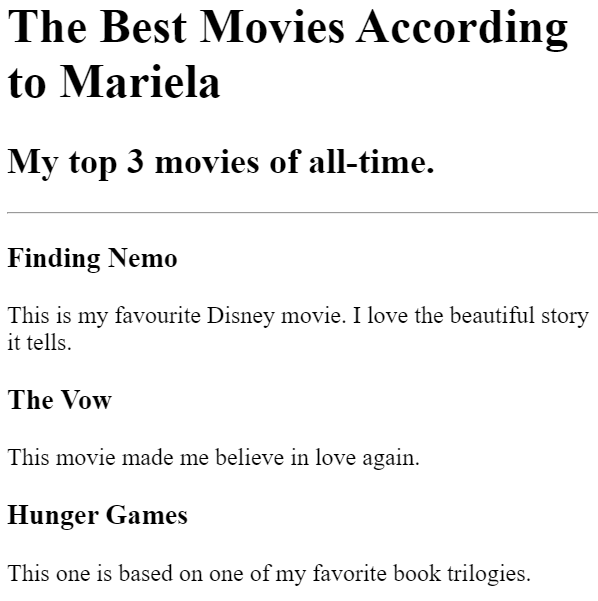 The Best Movies According
to Mariela
My top 3 movies of all-time.
Finding Nemo
This is my favourite Disney movie. I love the beautiful story
it tells.
The Vow
This movie made me believe in love again.
Hunger Games
This one is based on one of my favorite book trilogies.